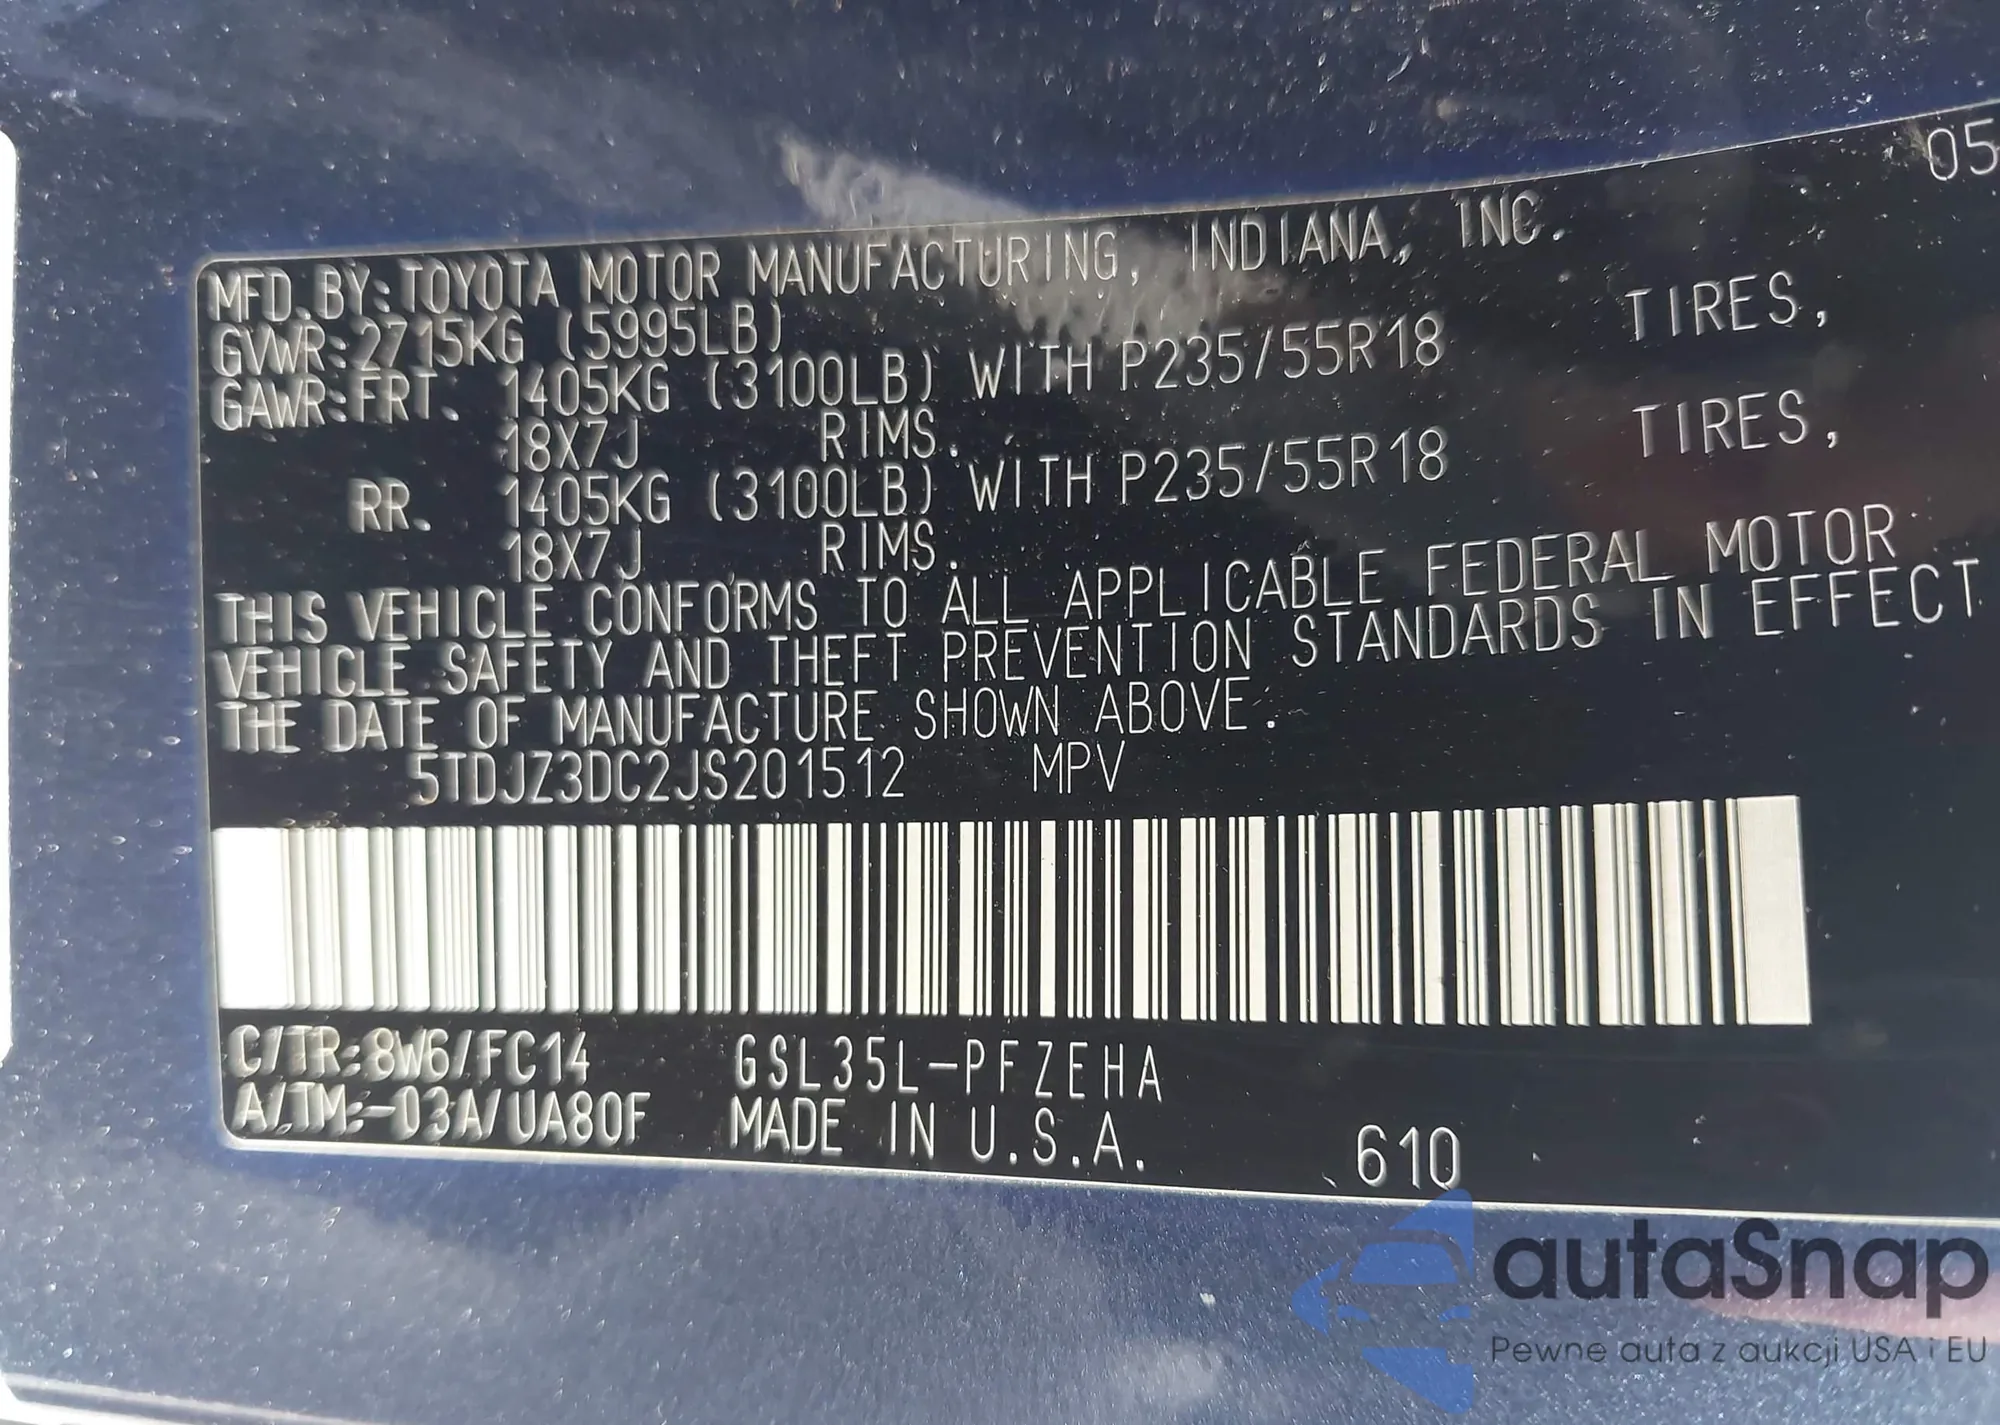 05
MFD.BY:TOYOTA MOTOR MANUFACTURING, INDIANA, INC.
GVWR:2715KG (5995LB)
GAWR:FRT. 1405KG (3100LB) WITH P235/55R18 TIRES,
18X7J RIMS.
RR. 1405KG (3100LB) WITH P235/55R18 TIRES,
18X7J RIMS.
THIS VEHICLE CONFORMS TO ALL APPLICABLE FEDERAL MOTOR
VEHICLE SAFETY AND THEFT PREVENTION STANDARDS IN EFFECT
THE DATE OF MANUFACTURE SHOWN ABOVE.
5TDJZ3DC2JS201512 MPV
C/TR:8W6/FC14 GSL35L-PFZEHA
A/TM:-03A/UA80F MADE IN U.S.A. 610
autaSnap
Pewne auta z aukcji USA i EU